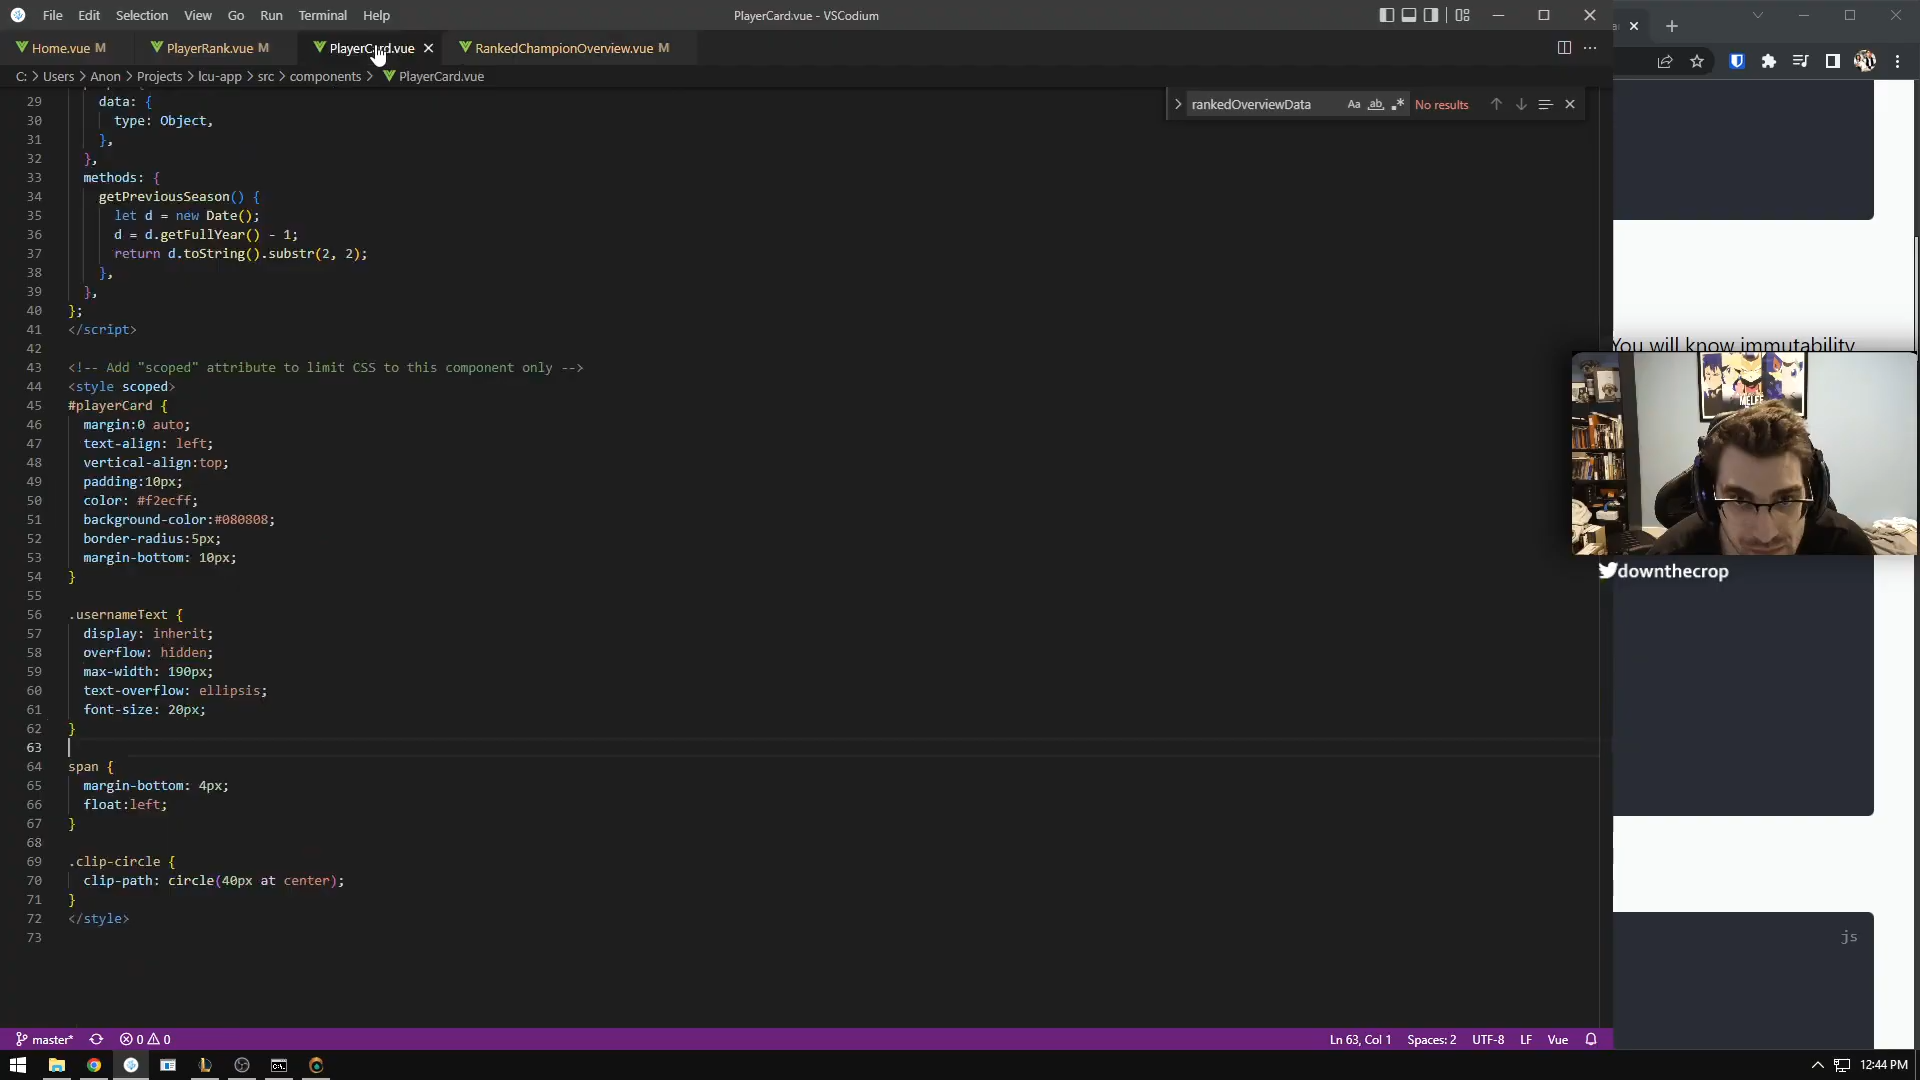 File Edit Selection View Go Run Terminal Help
PlayerCard.vue - VSCodium
Home.vue M
PlayerRank.vue M
PlayerCard.vue
RankedChampionOverview.vue M
C: > Users > Anon > Projects > lcu-app > src > components > PlayerCard.vue
rankedOverviewData Aa ab .* No results
29 data: {
30 type: Object,
31 },
32 },
33 methods: {
34 getPreviousSeason() {
35 let d = new Date();
36 d = d.getFullYear() - 1;
37 return d.toString().substr(2, 2);
38 },
39 },
40 };
41 </script>
42
43 <!-- Add "scoped" attribute to limit CSS to this component only -->
44 <style scoped>
45 #playerCard {
46 margin:0 auto;
47 text-align: left;
48 vertical-align:top;
49 padding:10px;
50 color: #f2ecff;
51 background-color:#080808;
52 border-radius:5px;
53 margin-bottom: 10px;
54 }
55
56 .usernameText {
57 display: inherit;
58 overflow: hidden;
59 max-width: 190px;
60 text-overflow: ellipsis;
61 font-size: 20px;
62 }
63
64 span {
65 margin-bottom: 4px;
66 float:left;
67 }
68
69 .clip-circle {
70 clip-path: circle(40px at center);
71 }
72 </style>
73
You will know immutability
MELFF
downthecrop
js
master* 0 0
Ln 63, Col 1 Spaces: 2 UTF-8 LF Vue
12:44 PM